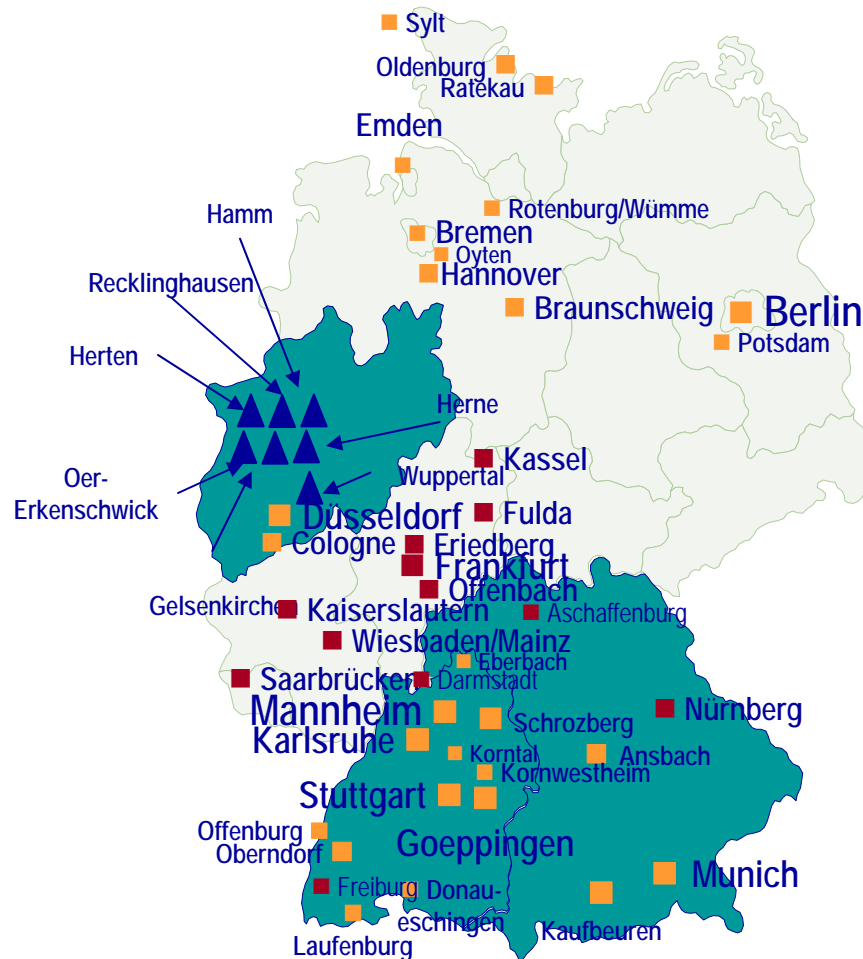 Sylt
Oldenburg
Ratekau
Emden
Hamm
Rotenburg/Wümme
Bremen
Oyten
Recklinghausen
Hannover
Braunschweig
Berlin
Potsdam
Herten
Herne
Kassel
Oer-
Erkenschwick
Wuppertal
Düsseldorf
Fulda
Cologne
Friedberg
Frankfurt
Offenbach
Gelsenkirchen
Kaiserslautern
Aschaffenburg
Wiesbaden/Mainz
Eberbach
Saarbrücken
Darmstadt
Mannheim
Schrozberg
Nürnberg
Karlsruhe
Korntal
Ansbach
Kornwestheim
Stuttgart
Offenburg
Oberndorf
Goeppingen
Munich
Freiburg
Donau-
eschingen
Kaufbeuren
Laufenburg